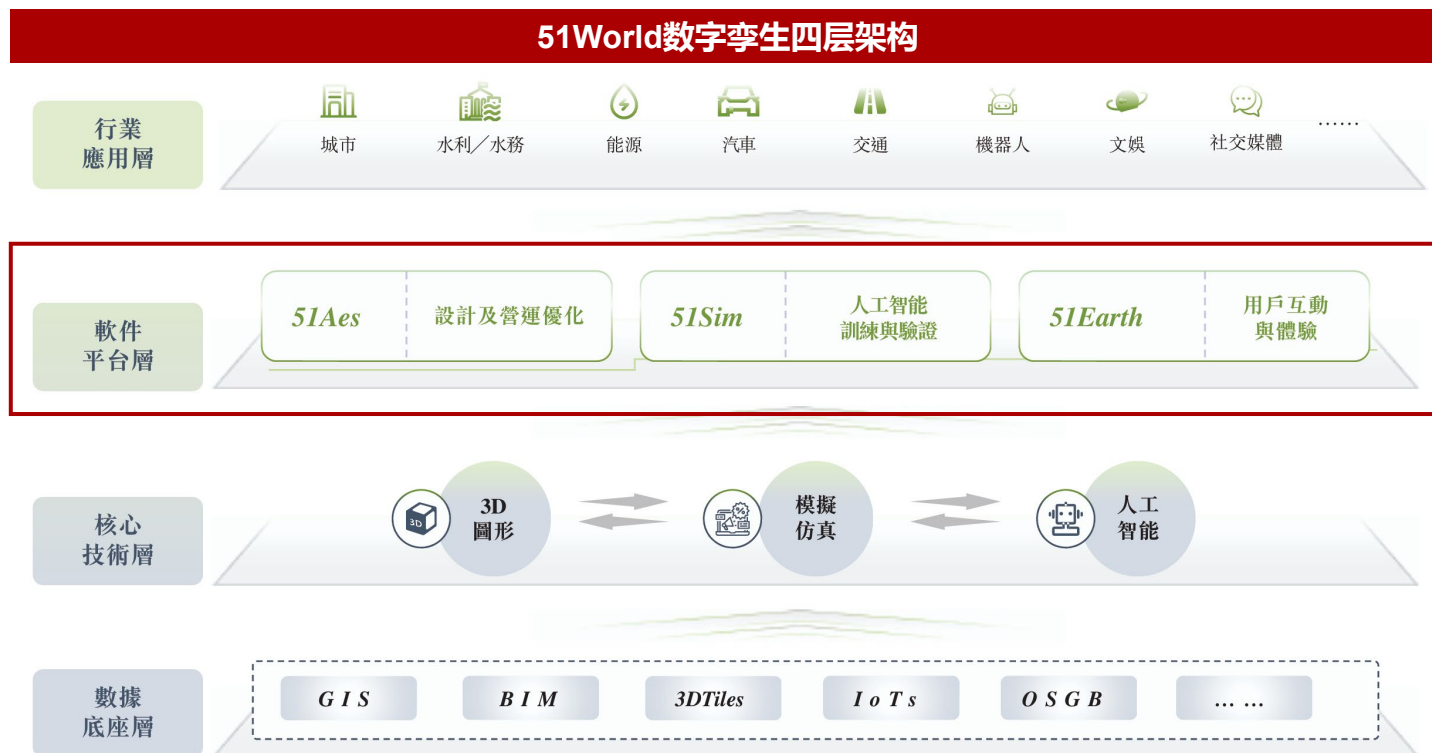 51World数字孪生四层架构
行業
應用層
城市
水利／水務
能源
汽車
交通
機器人
文娛
社交媒體
……
軟件
平台層
51Aes
設計及營運優化
51Sim
人工智能
訓練與驗證
51Earth
用戶互動
與體驗
核心
技術層
3D
3D
圖形
%
模擬
仿真
人工
智能
數據
底座層
GIS
BIM
3DTiles
IoTs
OSGB
... ...